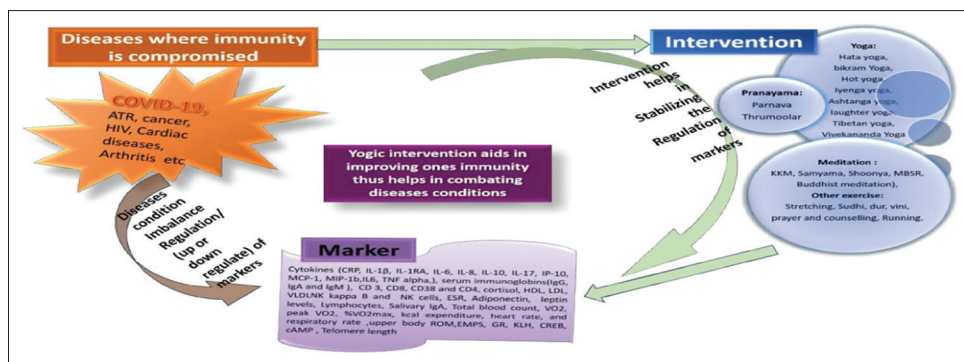 Diseases where immunity
is compromised
Intervention
COVID-19,
ATR, cancer,
HIV, Cardiac
diseases,
Arthritis etc
Intervention
helps
in
Stabilizing
the
Regulation
of
markers
Yoga:
Hata yoga,
bikram Yoga,
Hot yoga,
Iyenga yoga,
Ashtanga yoga,
laughter yoga,
Tibetan yoga,
Vivekananda Yoga
Pranayama:
Parnava
Thrumoolar
Meditation :
KKM, Samyama, Shoonya, MBSR,
Buddhist meditation),
Other exercise:
Stretching, Sudhi, dur, vini,
prayer and counselling, Running.
Yogic intervention aids in
improving ones immunity
thus helps in combating
diseases conditions
Diseases
condition
Imbalance
Regulation/
(up or
down
regulate) of
markers
Marker
Cytokines (CRP, IL-1β, IL-1RA, IL-6, IL-8, IL-10, IL-17, IP-10,
MCP-1, MIP-1b,IL6, TNF alpha,), serum immunoglobins(IgG,
IgA and IgM ), CD 3, CD8, CD38 and CD4, cortisol, HDL, LDL,
VLDLNK kappa B and NK cells, ESR, Adiponectin, leptin
levels, Lymphocytes, Salivary IgA, Total blood count, VO2,
peak VO2, %VO2max, kcal expenditure, heart rate, and
respiratory rate ,upper body ROM,EMPS, GR, KLH, CREB,
cAMP , Telomere length